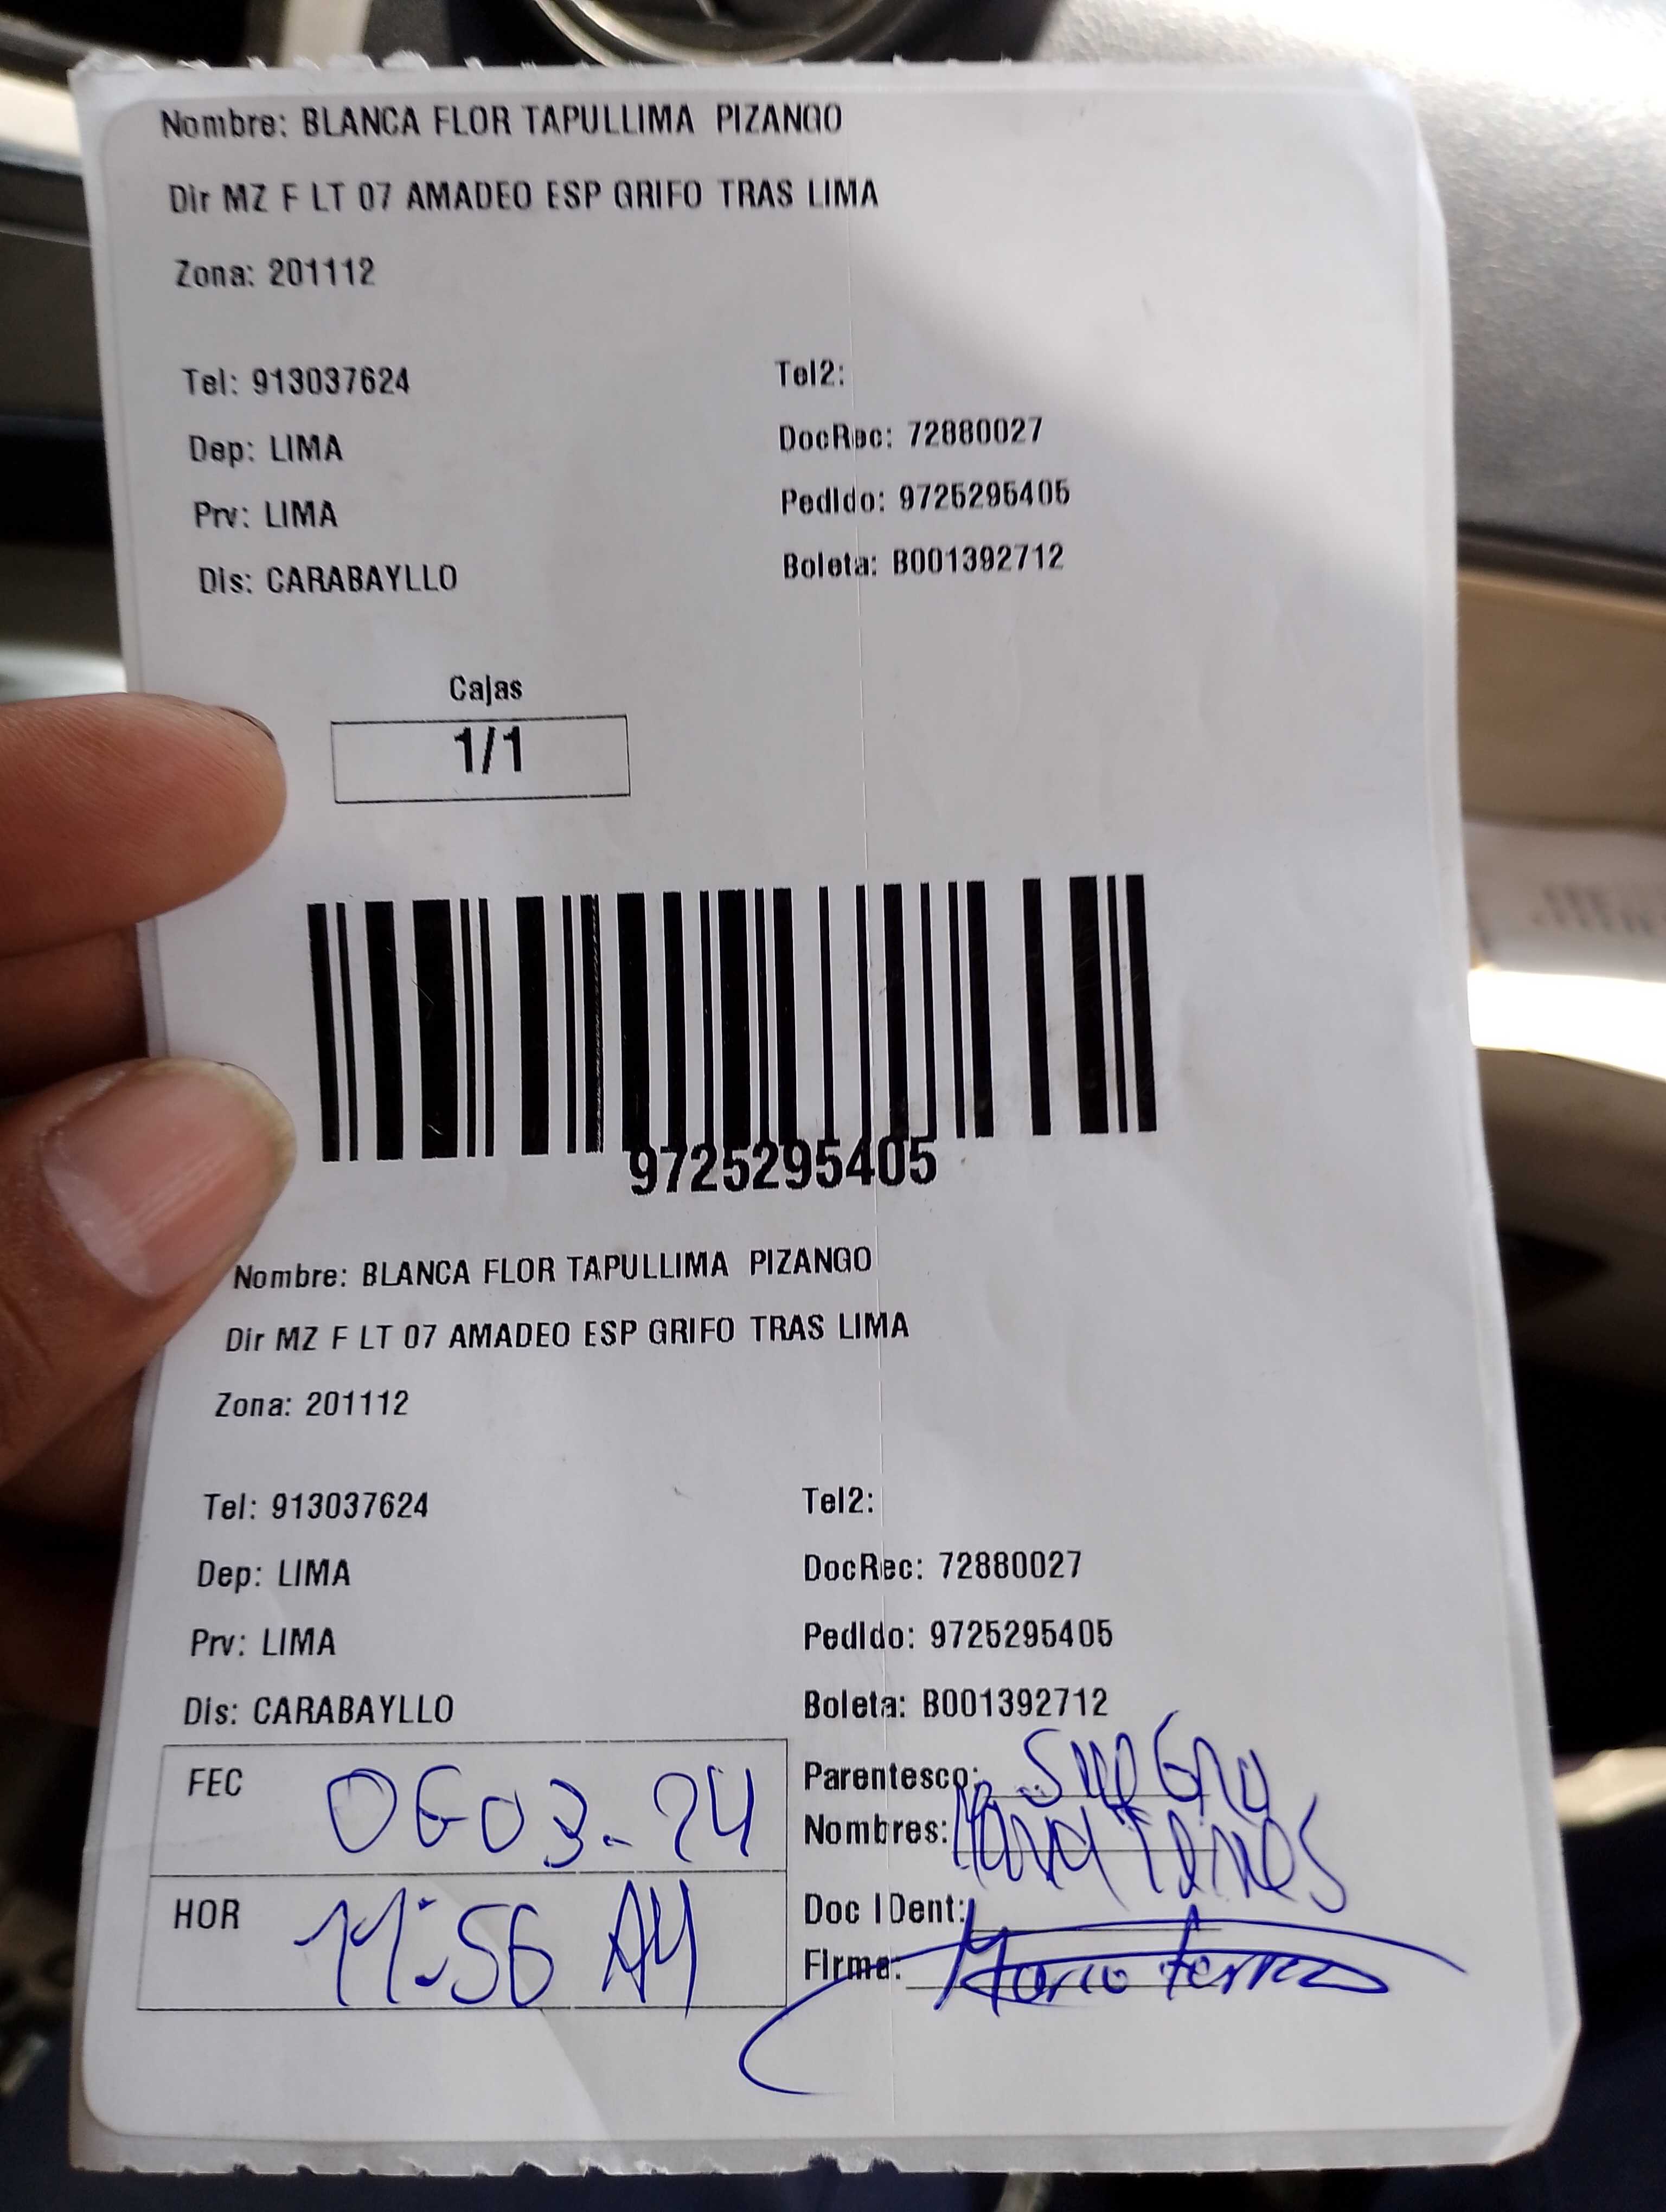 Nombre: BLANCA FLOR TAPULLIMA PIZANGO
Dir MZ F LT 07 AMADEO ESP GRIFO TRAS LIMA
Zona: 201112
Tel: 913037624 Tel2:
Dep: LIMA DocRec: 72880027
Prv: LIMA Pedido: 9725295405
Dis: CARABAYLLO Boleta: B001392712
Cajas
1/1
9725295405
Nombre: BLANCA FLOR TAPULLIMA PIZANGO
Dir MZ F LT 07 AMADEO ESP GRIFO TRAS LIMA
Zona: 201112
Tel: 913037624 Tel2:
Dep: LIMA DocRec: 72880027
Prv: LIMA Pedido: 9725295405
Dis: CARABAYLLO Boleta: B001392712
FEC 06 03-24 Parentesco:
Nombres:
HOR 11:56 AM Doc IDent:
Firma: